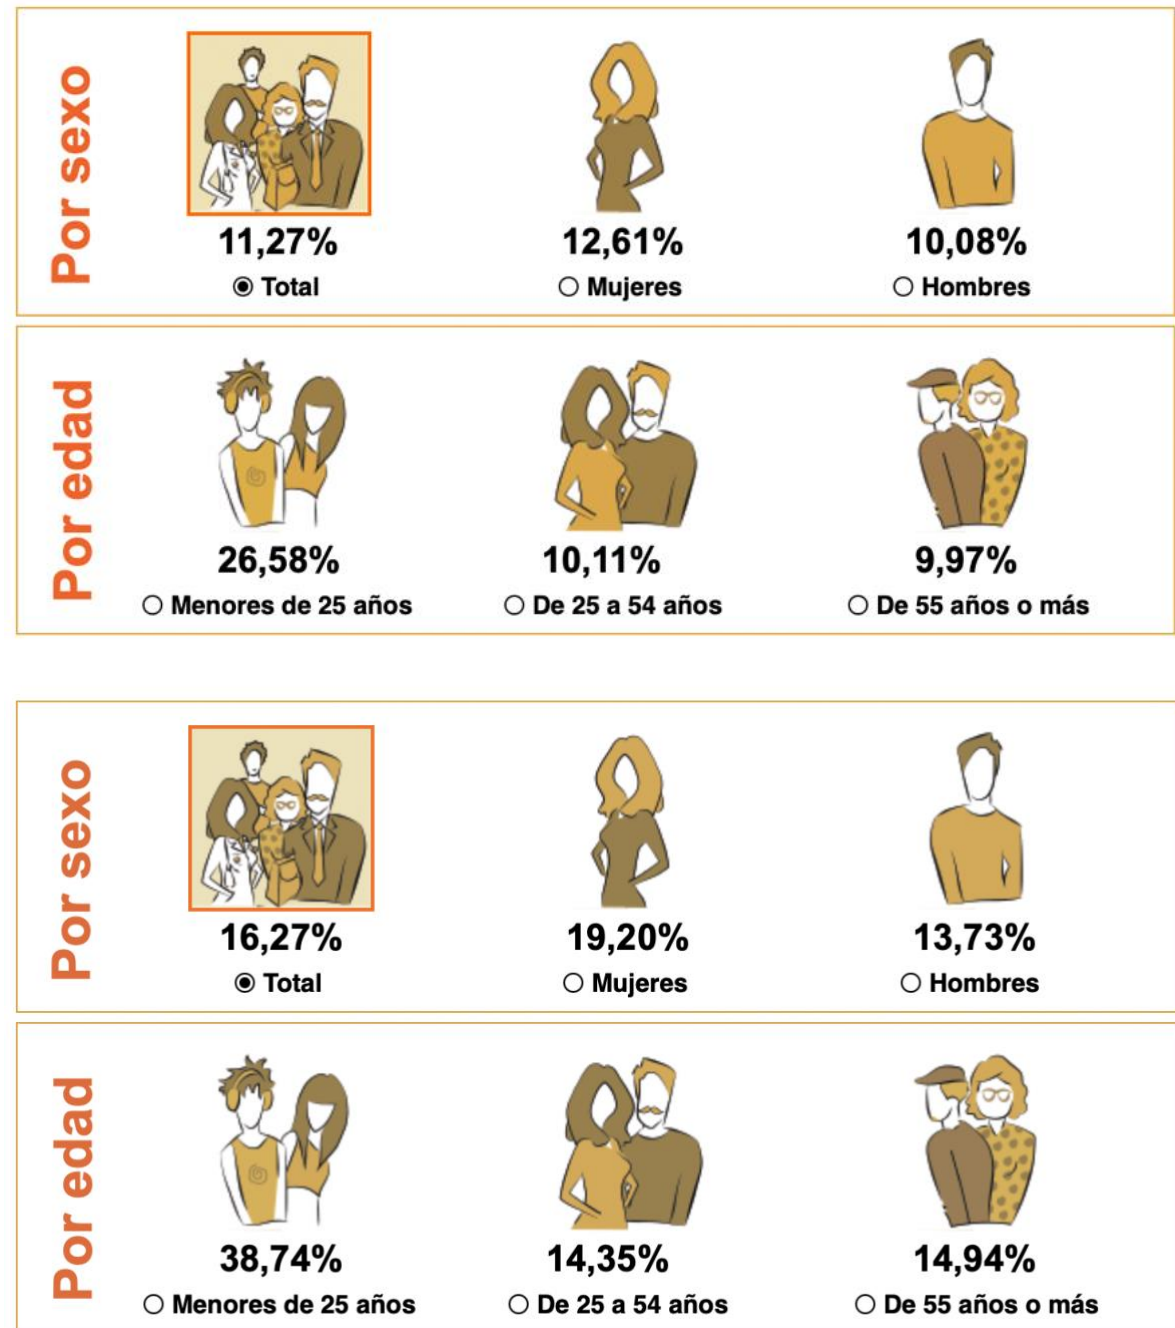 Por sexo
11,27%
Total
12,61%
Mujeres
10,08%
Hombres
Por edad
26,58%
Menores de 25 años
10,11%
De 25 a 54 años
9,97%
De 55 años o más
Por sexo
16,27%
Total
19,20%
Mujeres
13,73%
Hombres
Por edad
38,74%
Menores de 25 años
14,35%
De 25 a 54 años
14,94%
De 55 años o más